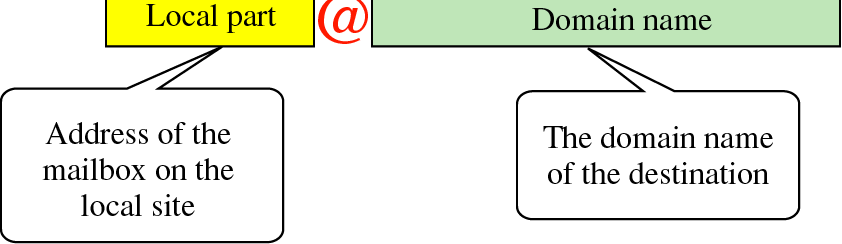 Local part @ Domain name
Address of the
mailbox on the
local site
The domain name
of the destination